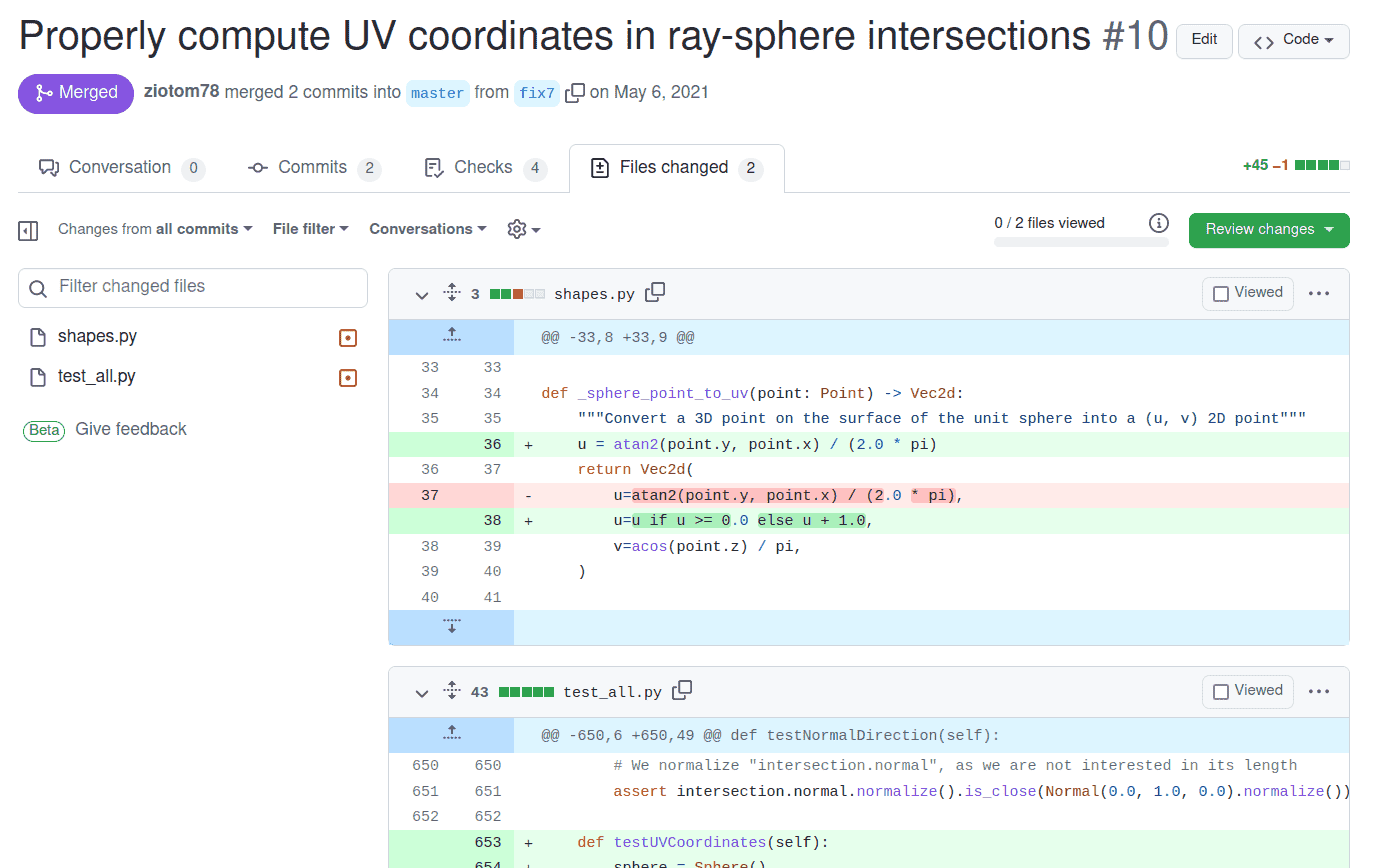 Properly compute UV coordinates in ray-sphere intersections #10 Edit Code
Merged ziotom78 merged 2 commits into master from fix7 on May 6, 2021
Conversation 0 Commits 2 Checks 4 Files changed 2 +45 −1
Changes from all commits File filter Conversations 0 / 2 files viewed Review changes
Filter changed files
shapes.py
test_all.py
Beta Give feedback
3 shapes.py Viewed
@@ -33,8 +33,9 @@
33 33
34 34 def _sphere_point_to_uv(point: Point) -> Vec2d:
35 35 """Convert a 3D point on the surface of the unit sphere into a (u, v) 2D point"""
36 + u = atan2(point.y, point.x) / (2.0 * pi)
36 37 return Vec2d(
37 - u=atan2(point.y, point.x) / (2.0 * pi),
38 + u=u if u >= 0.0 else u + 1.0,
38 39 v=acos(point.z) / pi,
39 40 )
40 41
43 test_all.py Viewed
@@ -650,6 +650,49 @@ def testNormalDirection(self):
650 650 # We normalize "intersection.normal", as we are not interested in its length
651 651 assert intersection.normal.normalize().is_close(Normal(0.0, 1.0, 0.0).normalize())
652 652
653 + def testUVCoordinates(self):
654 + sphere = Sphere()